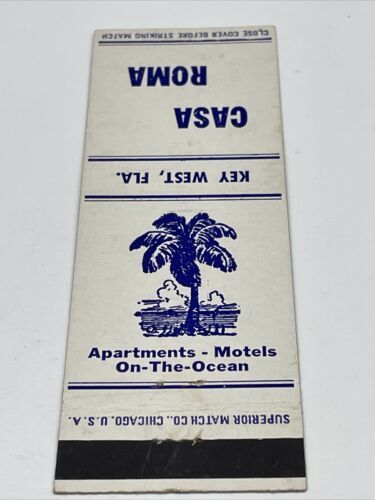 CLOSE COVER BEFORE STRIKING MATCH
CASA
ROMA
KEY WEST, FLA.
Apartments - Motels
On-The-Ocean
SUPERIOR MATCH CO., CHICAGO, U.S.A.